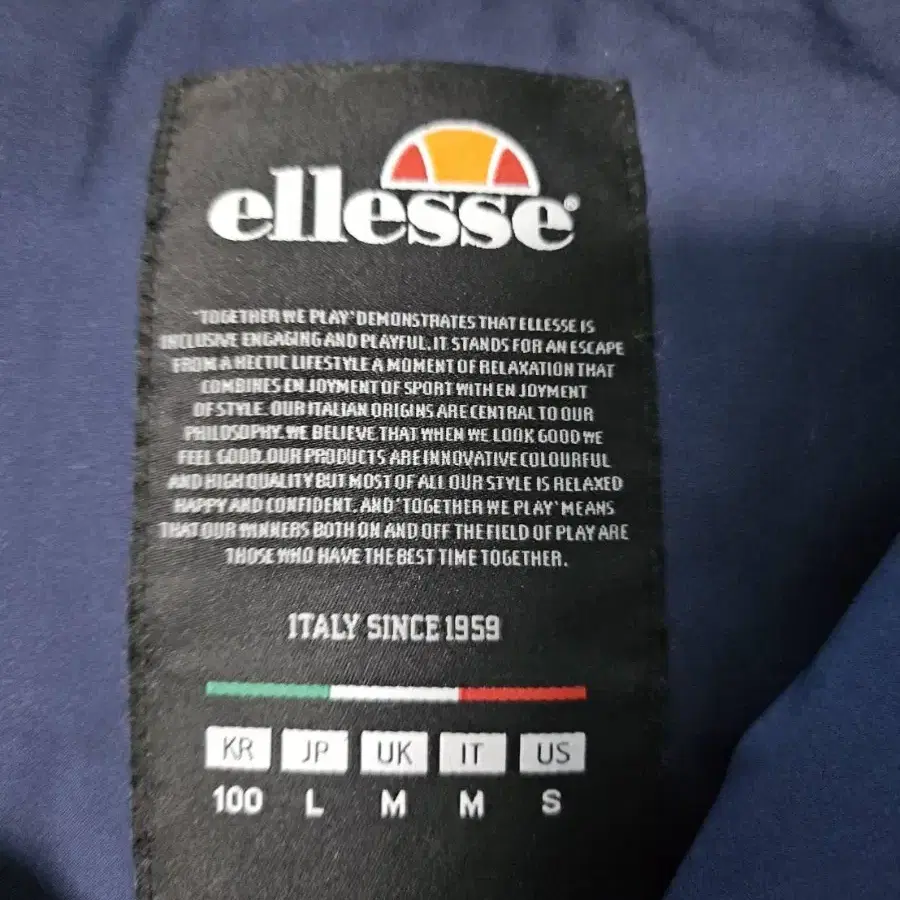 ellesse®
"TOGETHER WE PLAY" DEMONSTRATES THAT ELLESSE IS
INCLUSIVE ENGAGING AND PLAYFUL. IT STANDS FOR AN ESCAPE
FROM A HECTIC LIFESTYLE A MOMENT OF RELAXATION THAT
COMBINES ENJOYMENT OF SPORT WITH ENJOYMENT
OF STYLE. OUR ITALIAN ORIGINS ARE CENTRAL TO OUR
PHILOSOPHY. WE BELIEVE THAT WHEN WE LOOK GOOD WE
FEEL GOOD. OUR PRODUCTS ARE INNOVATIVE COLOURFUL
AND HIGH QUALITY BUT MOST OF ALL OUR STYLE IS RELAXED
HAPPY AND CONFIDENT. AND "TOGETHER WE PLAY" MEANS
THAT OUR WINNERS BOTH ON AND OFF THE FIELD OF PLAY ARE
THOSE WHO HAVE THE BEST TIME TOGETHER.
ITALY SINCE 1959
KR JP UK IT US
100 L M M S